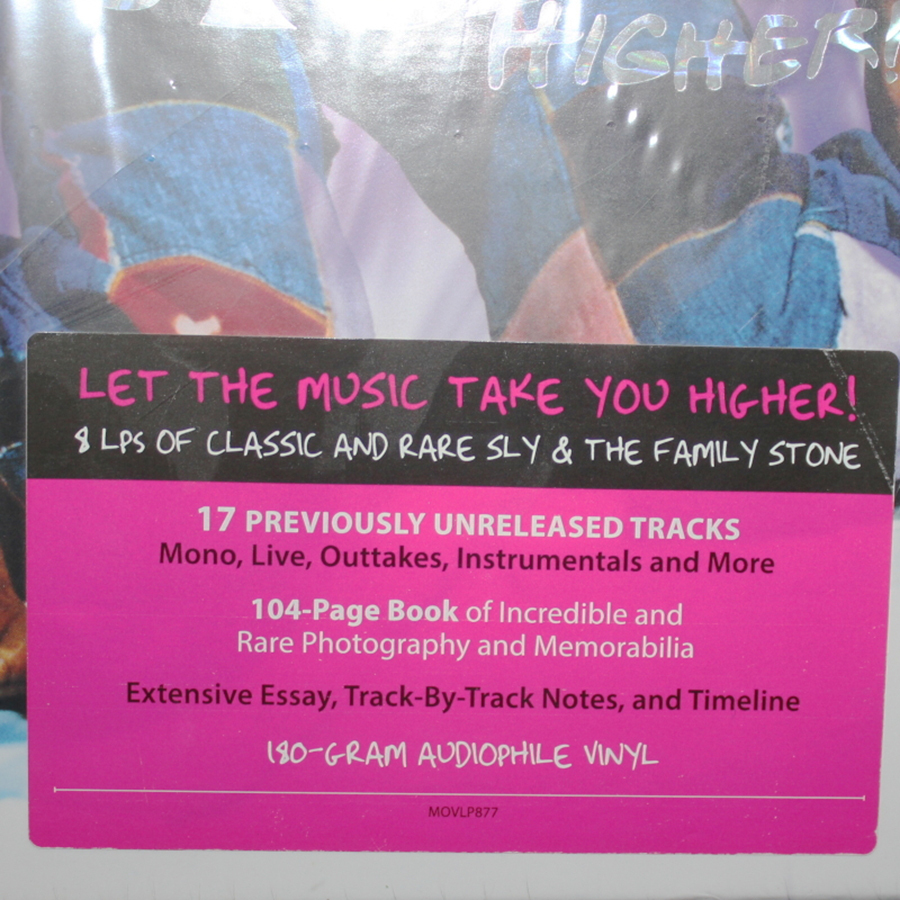 HIGHER!
LET THE MUSIC TAKE YOU HIGHER!
8 LPS OF CLASSIC AND RARE SLY & THE FAMILY STONE
17 PREVIOUSLY UNRELEASED TRACKS
Mono, Live, Outtakes, Instrumentals and More
104-Page Book of Incredible and
Rare Photography and Memorabilia
Extensive Essay, Track-By-Track Notes, and Timeline
180-GRAM AUDIOPHILE VINYL
MOVLP877